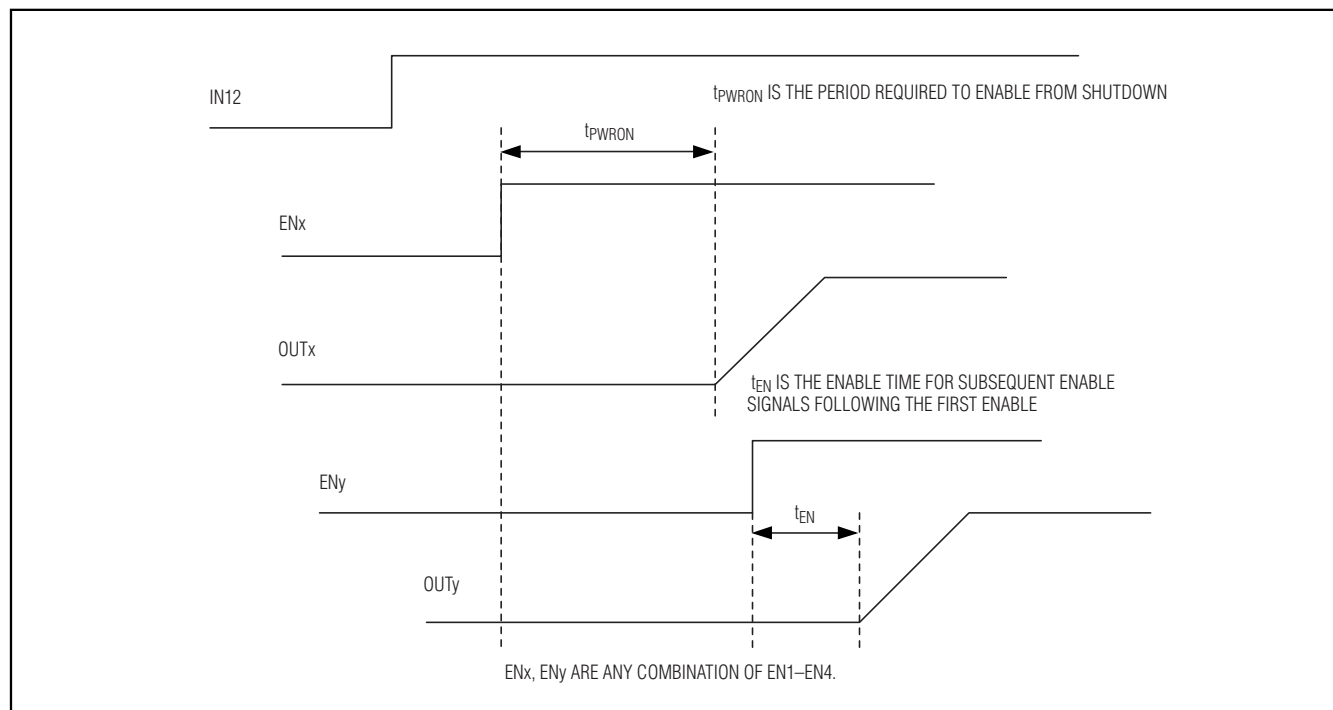 IN12
tPWRON IS THE PERIOD REQUIRED TO ENABLE FROM SHUTDOWN
tPWRON
ENx
OUTx
tEN IS THE ENABLE TIME FOR SUBSEQUENT ENABLE
SIGNALS FOLLOWING THE FIRST ENABLE
ENy
tEN
OUTy
ENx, ENy ARE ANY COMBINATION OF EN1–EN4.